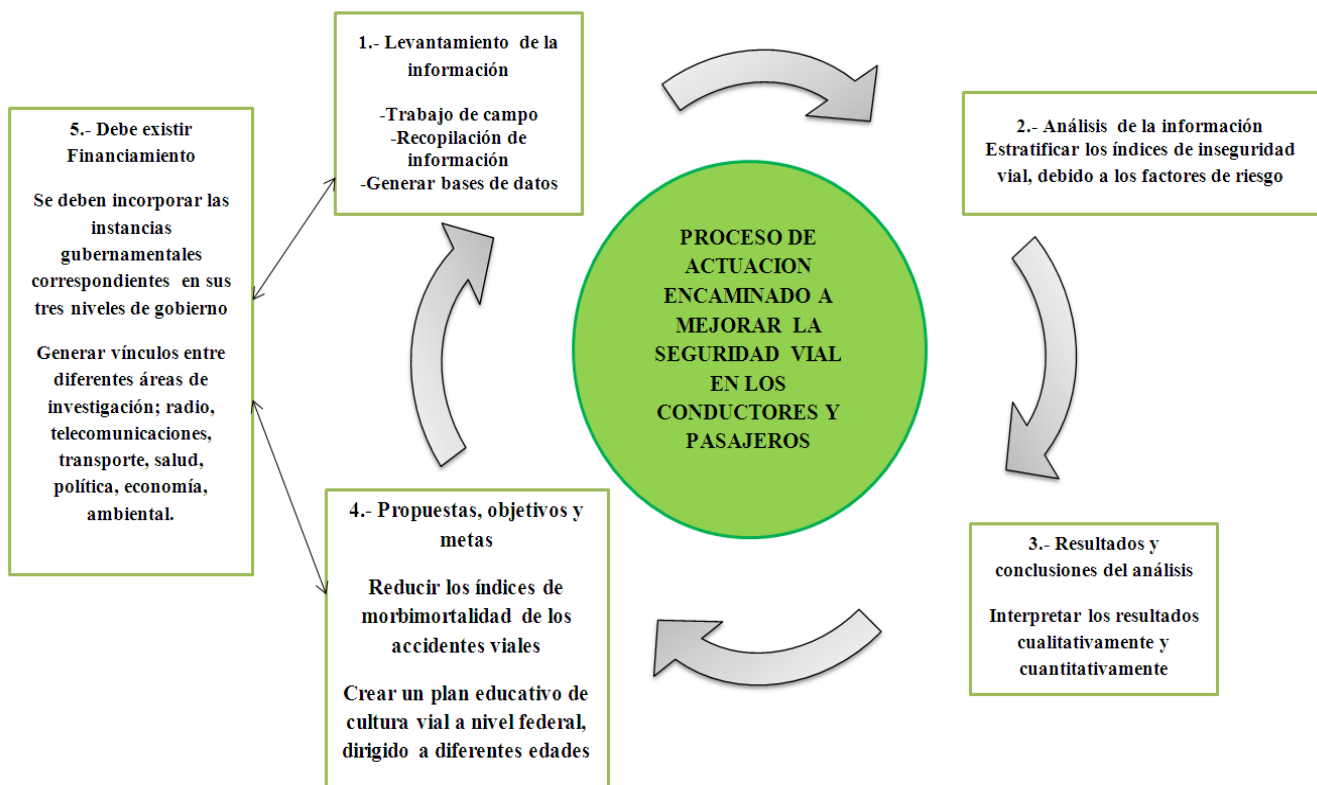 1.- Levantamiento de la
información
-Trabajo de campo
-Recopilación de
información
-Generar bases de datos
2.- Análisis de la información
Estratificar los índices de inseguridad
vial, debido a los factores de riesgo
3.- Resultados y
conclusiones del análisis
Interpretar los resultados
cualitativamente y
cuantitativamente
4.- Propuestas, objetivos y
metas
Reducir los índices de
morbimortalidad de los
accidentes viales
Crear un plan educativo de
cultura vial a nivel federal,
dirigido a diferentes edades
5.- Debe existir
Financiamiento
Se deben incorporar las
instancias
gubernamentales
correspondientes en sus
tres niveles de gobierno
Generar vínculos entre
diferentes áreas de
investigación; radio,
telecomunicaciones,
transporte, salud,
política, economía,
ambiental.
PROCESO DE
ACTUACION
ENCAMINADO A
MEJORAR LA
SEGURIDAD VIAL
EN LOS
CONDUCTORES Y
PASAJEROS